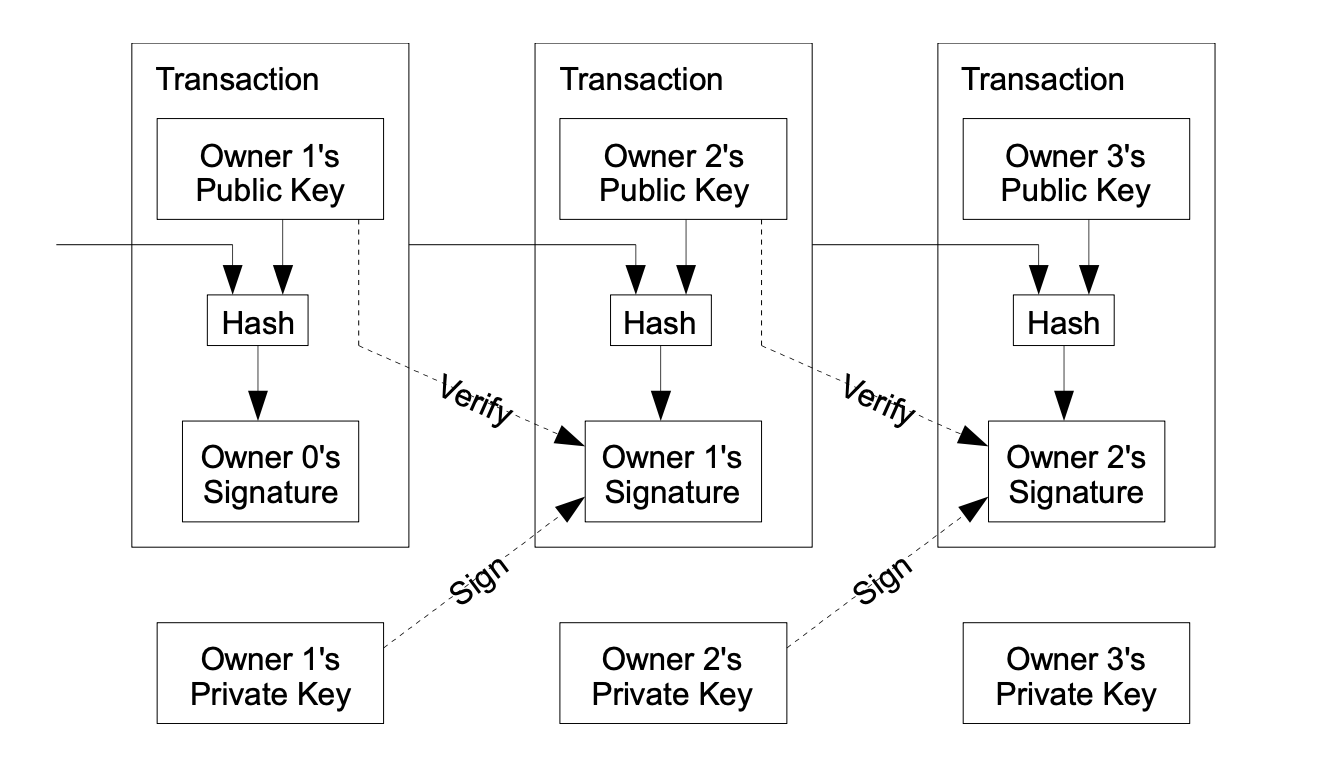 Transaction
Transaction
Transaction
Owner 1's
Public Key
Owner 2's
Public Key
Owner 3's
Public Key
Hash
Hash
Hash
Verify
Verify
Owner 0's
Signature
Owner 1's
Signature
Owner 2's
Signature
Sign
Sign
Owner 1's
Private Key
Owner 2's
Private Key
Owner 3's
Private Key